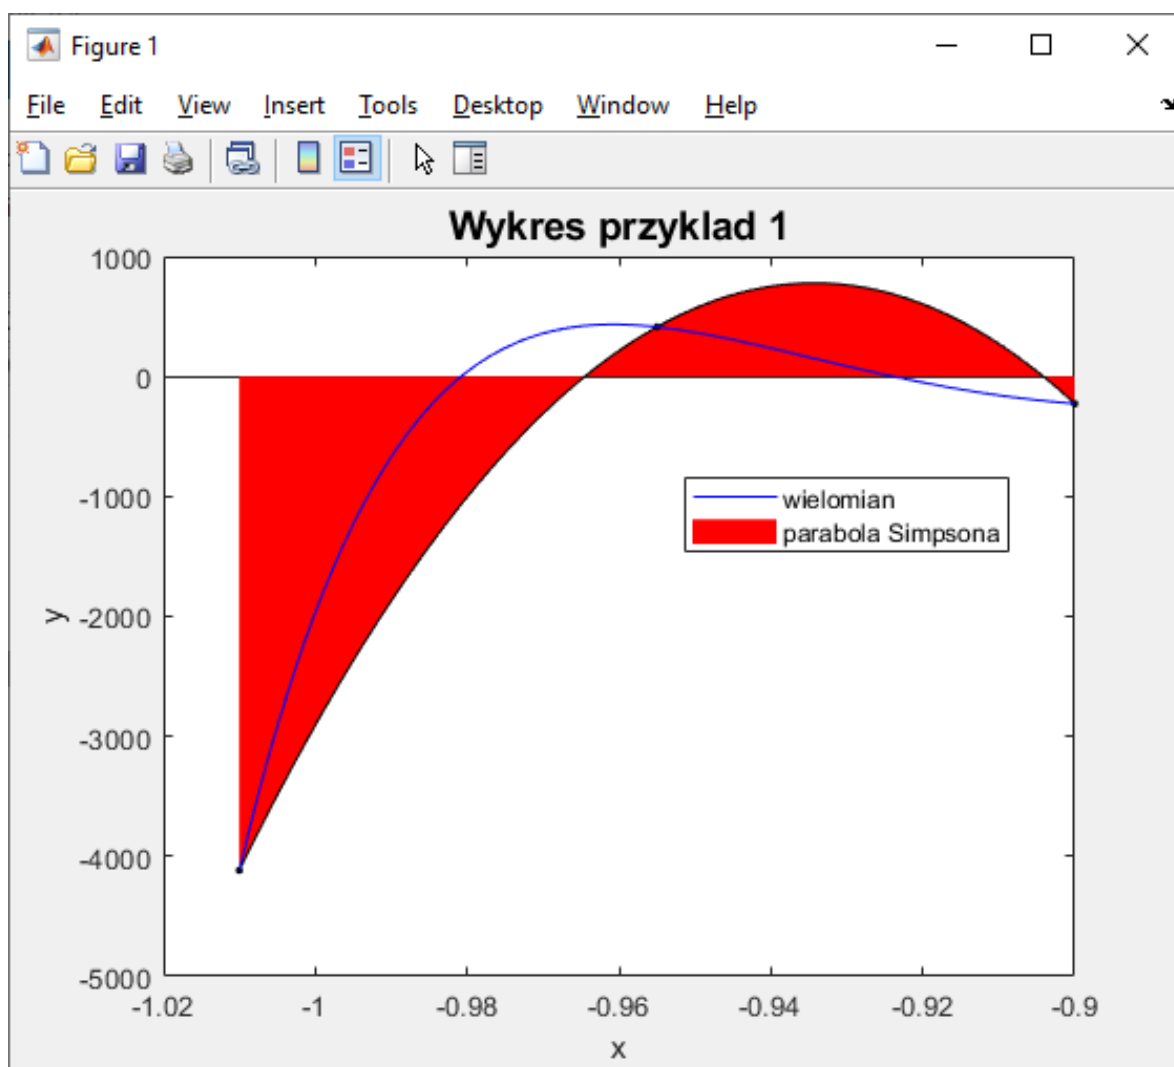 Figure 1
File Edit View Insert Tools Desktop Window Help
Wykres przyklad 1
1000
0
-1000
-2000
-3000
-4000
-5000
y
wielomian
parabola Simpsona
-1.02 -1 -0.98 -0.96 -0.94 -0.92 -0.9
x